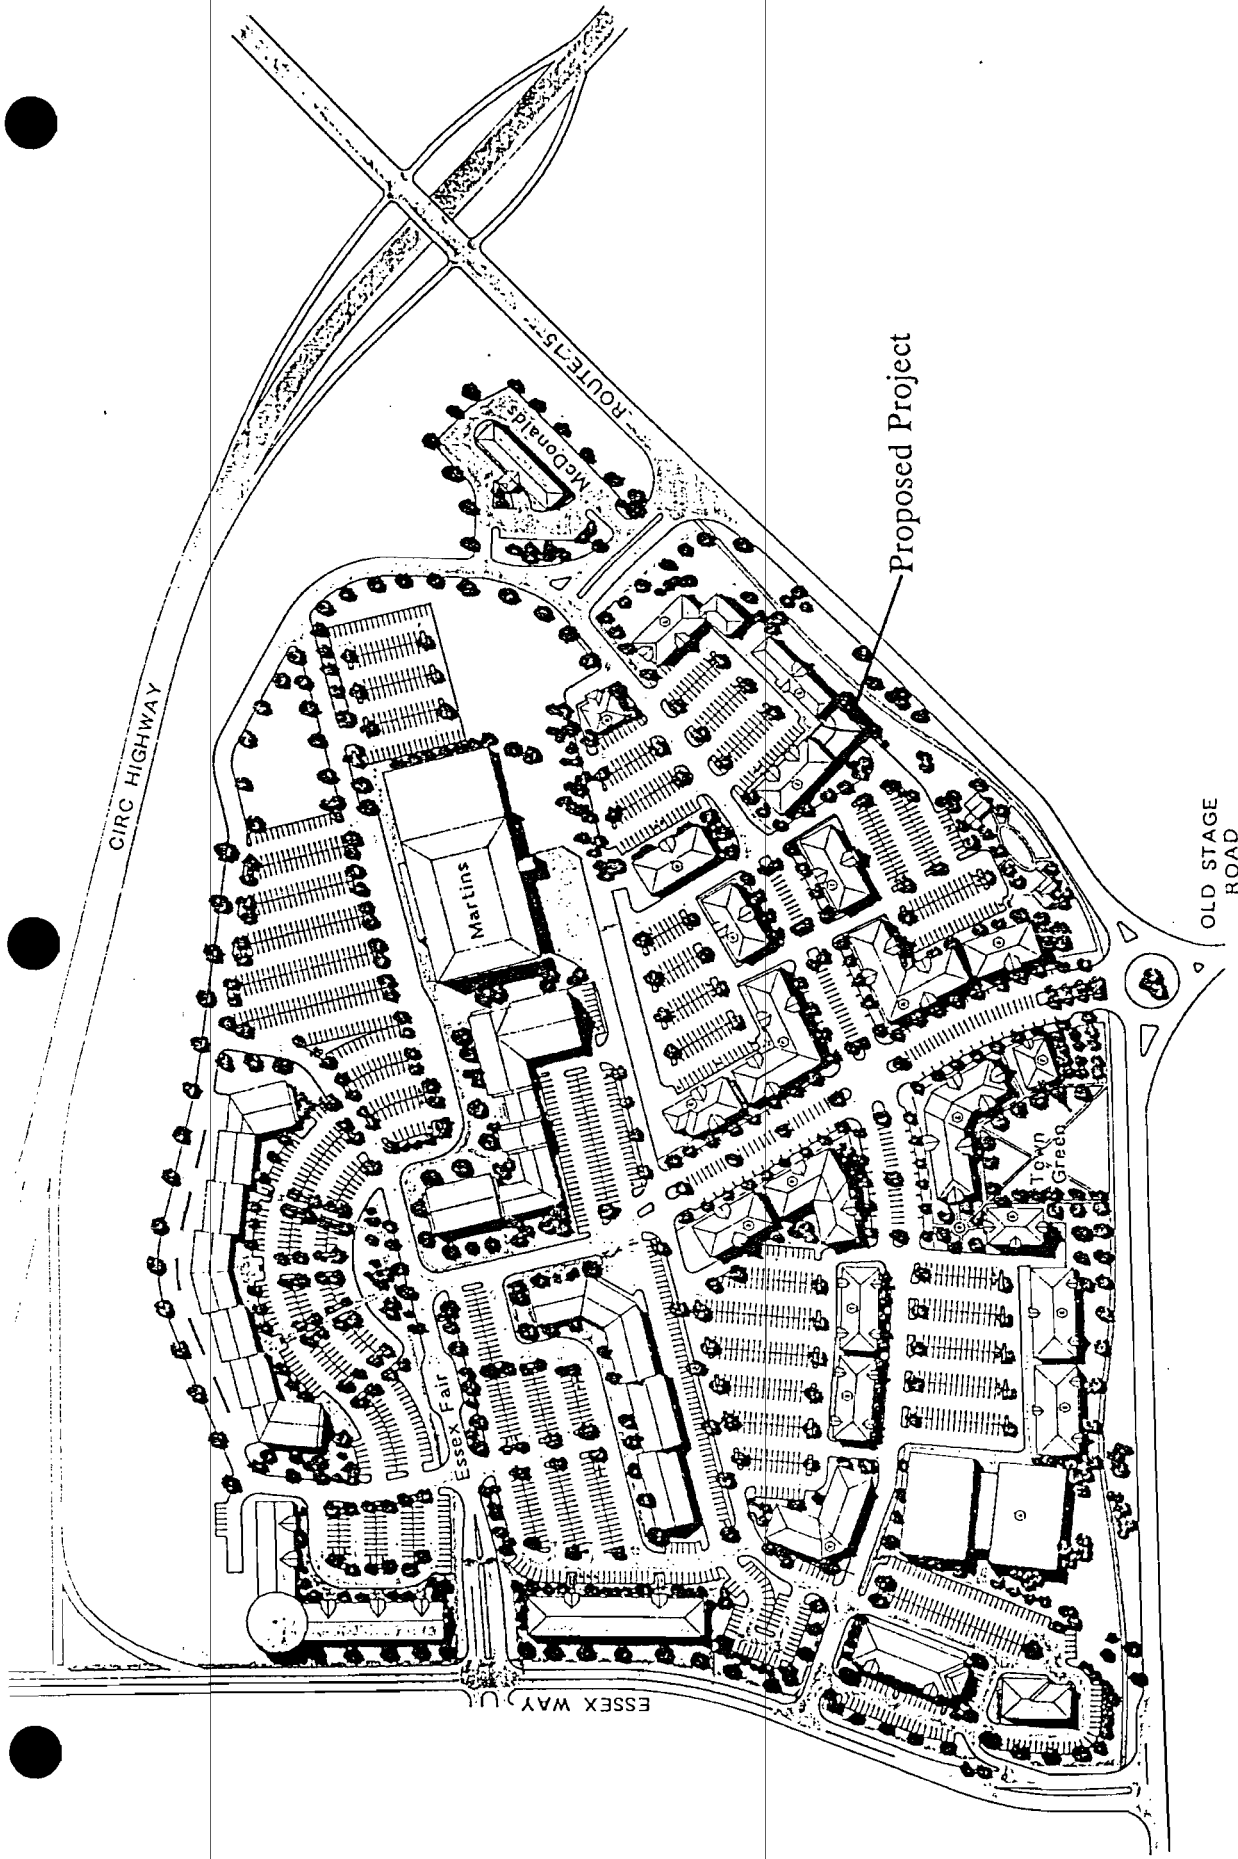 CIRC HIGHWAY
ROUTE 15
McDonalds
Proposed Project
Martins
OLD STAGE
ROAD
Town
Green
Essex Fair
ESSEX WAY